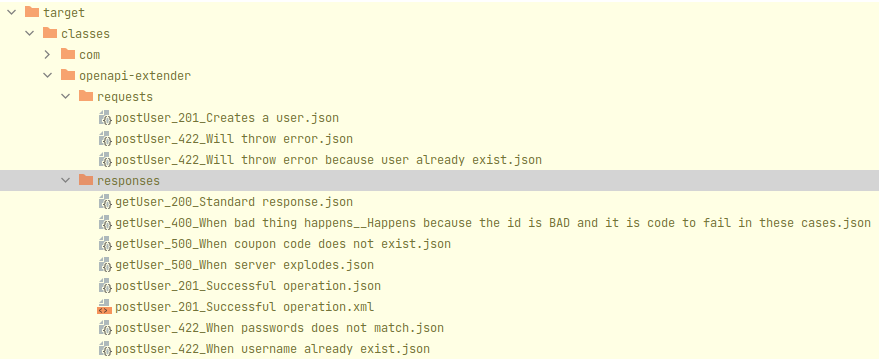 target
classes
com
openapi-extender
requests
postUser_201_Creates a user.json
postUser_422_Will throw error.json
postUser_422_Will throw error because user already exist.json
responses
getUser_200_Standard response.json
getUser_400_When bad thing happens__Happens because the id is BAD and it is code to fail in these cases.json
getUser_500_When coupon code does not exist.json
getUser_500_When server explodes.json
postUser_201_Successful operation.json
postUser_201_Successful operation.xml
postUser_422_When passwords does not match.json
postUser_422_When username already exist.json